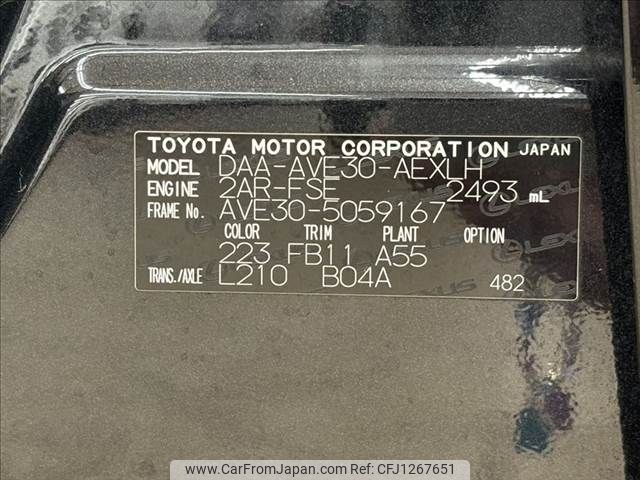 TOYOTA MOTOR CORPORATION JAPAN
MODEL DAA-AVE30-AEXLH
ENGINE 2AR-FSE 2493 mL
FRAME No. AVE30-5059167
COLOR TRIM PLANT OPTION
223 FB11 A55
TRANS./AXLE L210 B04A 482
LEXUS
www.CarFromJapan.com | CFJ1267651